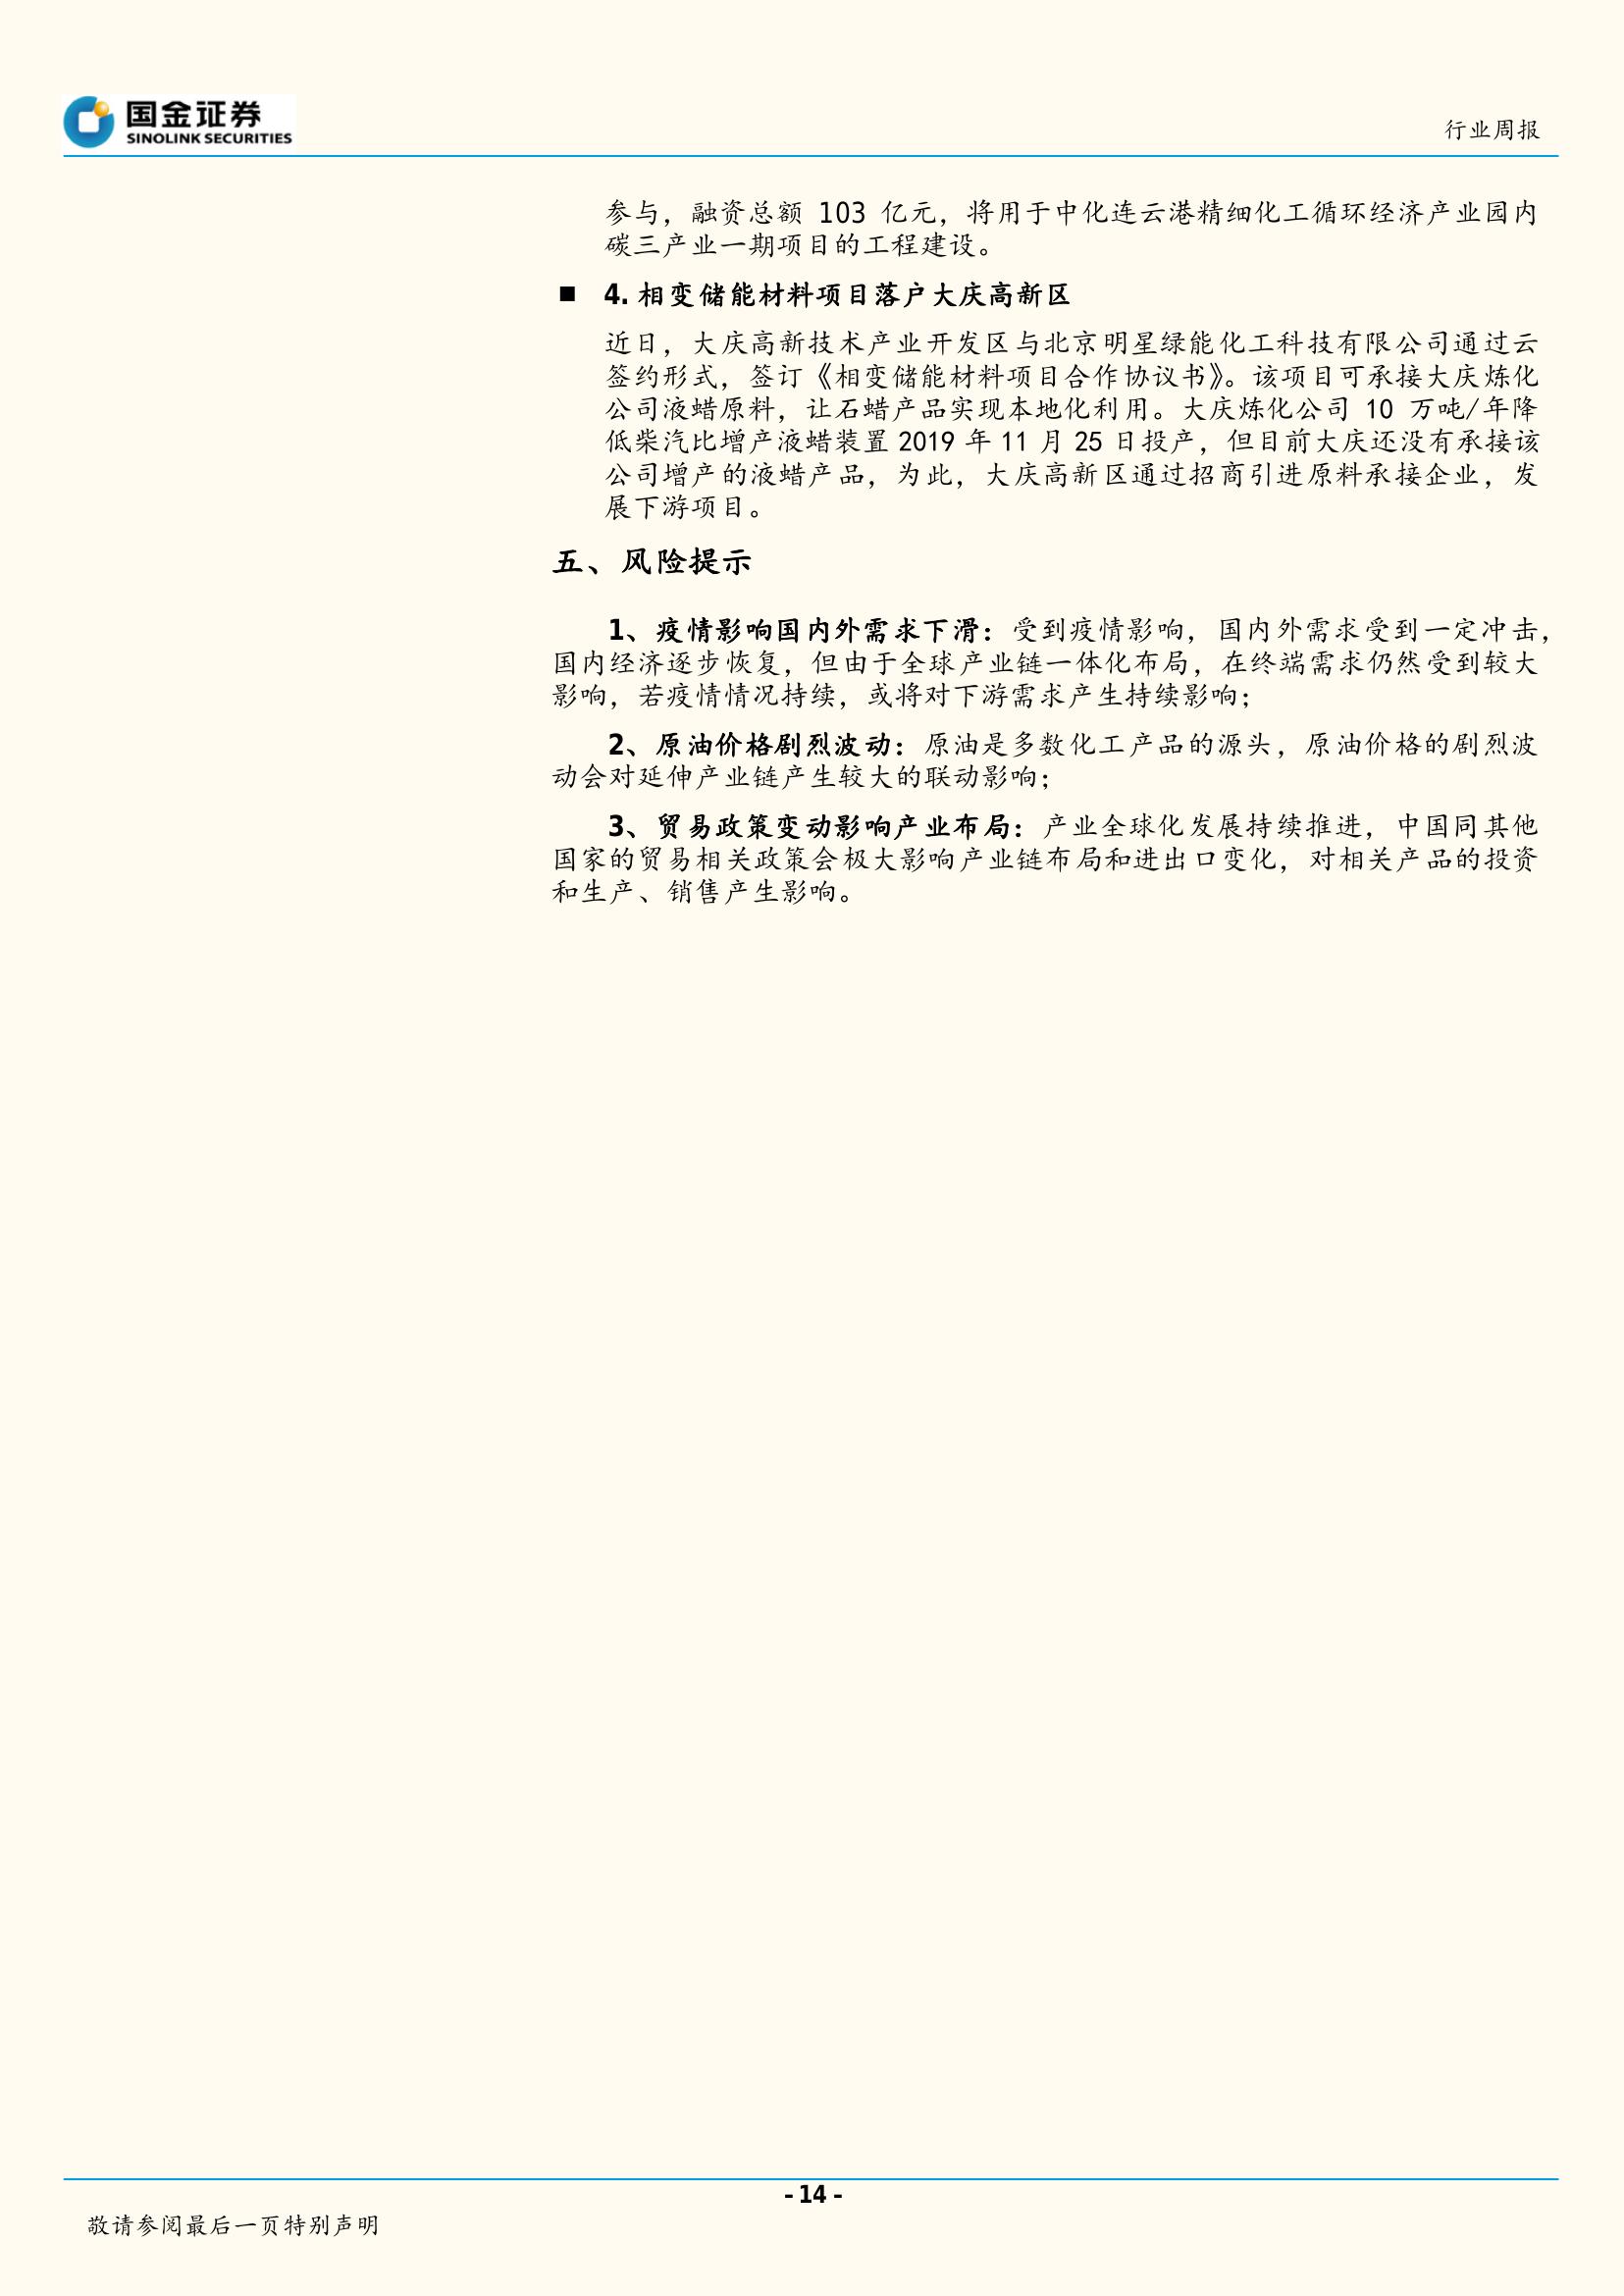 国金证券
SINOLINK SECURITIES
行业周报
参与，融资总额 103 亿元，将用于中化连云港精细化工循环经济产业园内
碳三产业一期项目的工程建设。
■ 4. 相变储能材料项目落户大庆高新区
近日，大庆高新技术产业开发区与北京明星绿能化工科技有限公司通过云
签约形式，签订《相变储能材料项目合作协议书》。该项目可承接大庆炼化
公司液蜡原料，让石蜡产品实现本地化利用。大庆炼化公司 10 万吨/年降
低柴汽比增产液蜡装置 2019 年 11 月 25 日投产，但目前大庆还没有承接该
公司增产的液蜡产品，为此，大庆高新区通过招商引进原料承接企业，发
展下游项目。
五、风险提示
1、疫情影响国内外需求下滑：受到疫情影响，国内外需求受到一定冲击，
国内经济逐步恢复，但由于全球产业链一体化布局，在终端需求仍然受到较大
影响，若疫情情况持续，或将对下游需求产生持续影响；
2、原油价格剧烈波动：原油是多数化工产品的源头，原油价格的剧烈波
动会对延伸产业链产生较大的联动影响；
3、贸易政策变动影响产业布局：产业全球化发展持续推进，中国同其他
国家的贸易相关政策会极大影响产业链布局和进出口变化，对相关产品的投资
和生产、销售产生影响。
- 14 -
敬请参阅最后一页特别声明